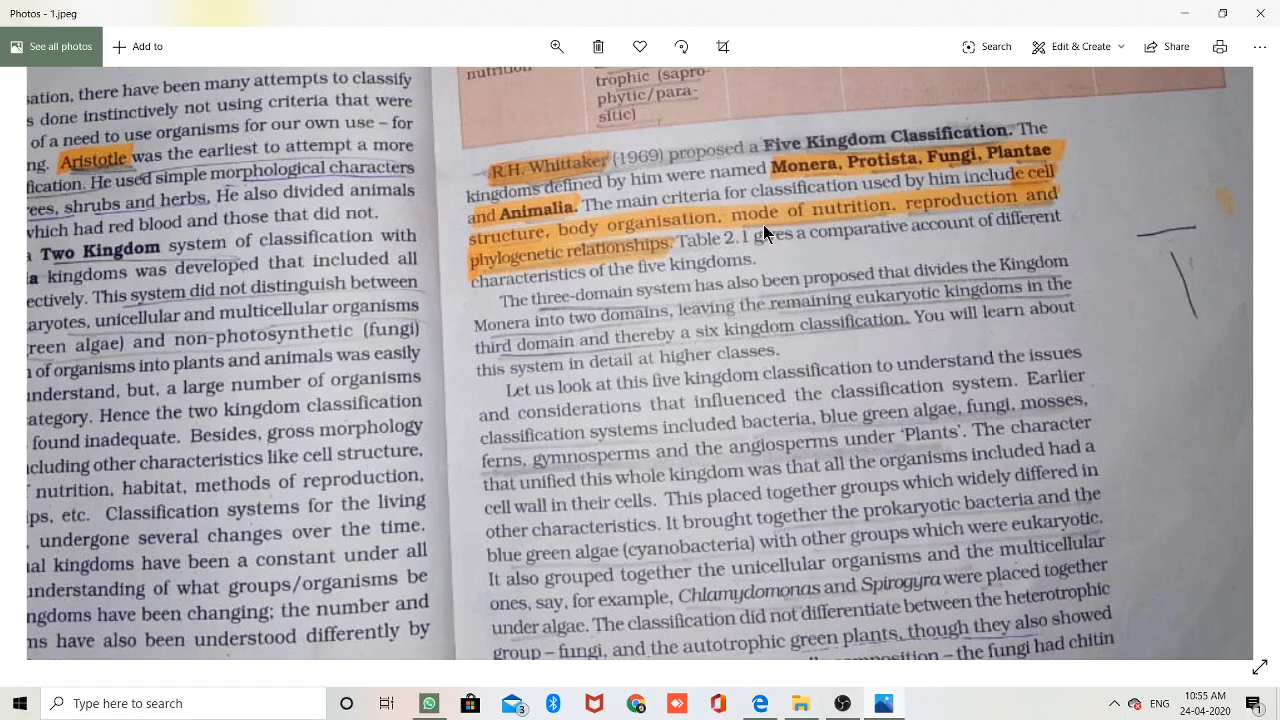 Photos - 1.jpeg
See all photos
Add to
Search
Edit & Create
Share
sation, there have been many attempts to classify
s done instinctively not using criteria that were
of a need to use organisms for our own use – for
ng. Aristotle was the earliest to attempt a more
fication. He used simple morphological characters
ees, shrubs and herbs. He also divided animals
which had red blood and those that did not.
a Two Kingdom system of classification with
a kingdoms was developed that included all
ectively. This system did not distinguish between
aryotes, unicellular and multicellular organisms
reen algae) and non-photosynthetic (fungi)
n of organisms into plants and animals was easily
understand, but, a large number of organisms
ategory. Hence the two kingdom classification
found inadequate. Besides, gross morphology
ncluding other characteristics like cell structure,
f nutrition, habitat, methods of reproduction,
ips, etc. Classification systems for the living
, undergone several changes over the time.
al kingdoms have been a constant under all
understanding of what groups/organisms be
ngdoms have been changing; the number and
ms have also been understood differently by
nutrition
trophic (sapro-
phytic/para-
sitic)
R.H. Whittaker (1969) proposed a Five Kingdom Classification. The
kingdoms defined by him were named Monera, Protista, Fungi, Plantae
and Animalia. The main criteria for classification used by him include cell
structure, body organisation, mode of nutrition, reproduction and
phylogenetic relationships. Table 2.1 gives a comparative account of different
characteristics of the five kingdoms.
The three-domain system has also been proposed that divides the Kingdom
Monera into two domains, leaving the remaining eukaryotic kingdoms in the
third domain and thereby a six kingdom classification. You will learn about
this system in detail at higher classes.
Let us look at this five kingdom classification to understand the issues
and considerations that influenced the classification system. Earlier
classification systems included bacteria, blue green algae, fungi, mosses,
ferns, gymnosperms and the angiosperms under ‘Plants’. The character
that unified this whole kingdom was that all the organisms included had a
cell wall in their cells. This placed together groups which widely differed in
other characteristics. It brought together the prokaryotic bacteria and the
blue green algae (cyanobacteria) with other groups which were eukaryotic.
It also grouped together the unicellular organisms and the multicellular
ones, say, for example, Chlamydomonas and Spirogyra were placed together
under algae. The classification did not differentiate between the heterotrophic
group – fungi, and the autotrophic green plants, though they also showed
composition – the fungi had chitin
Type here to search
3
ENG
10:55 AM
24-04-2020
1